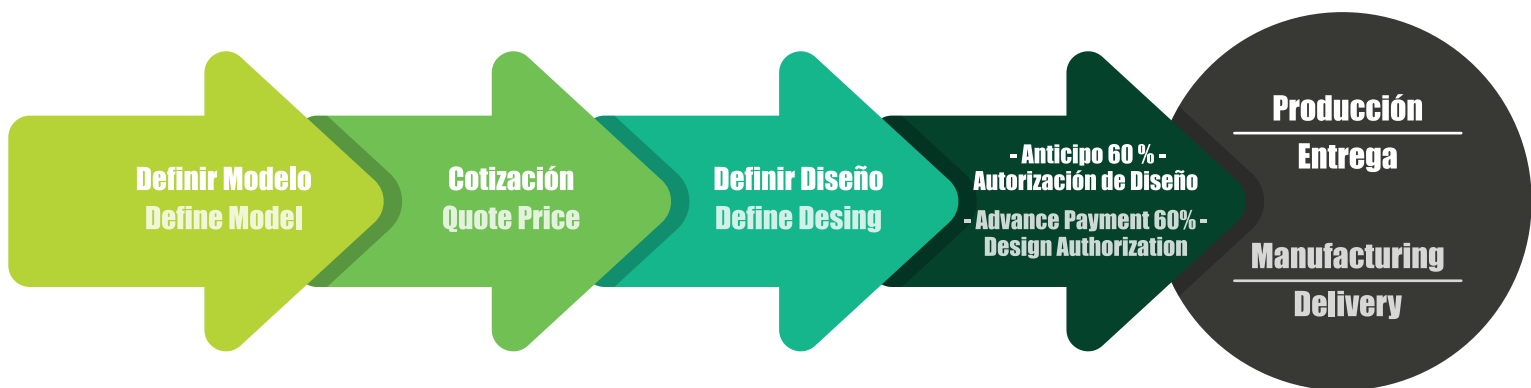 Definir Modelo
Define Model
Cotización
Quote Price
Definir Diseño
Define Desing
- Anticipo 60 % -
Autorización de Diseño
- Advance Payment 60% -
Design Authorization
Producción
Entrega
Manufacturing
Delivery